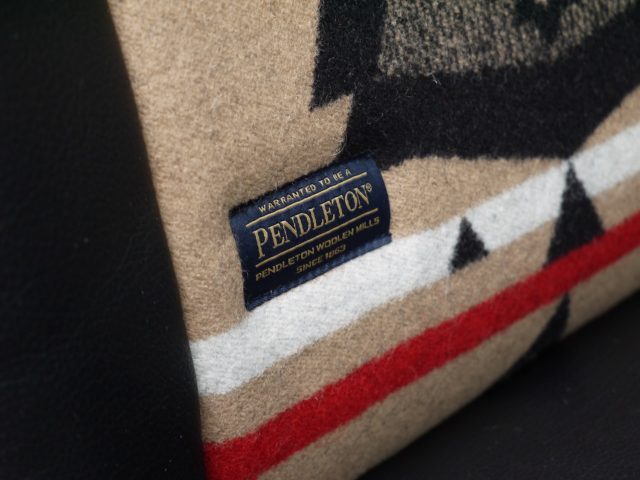 WARRANTED TO BE A
PENDLETON®
PENDLETON WOOLEN MILLS
SINCE 1863